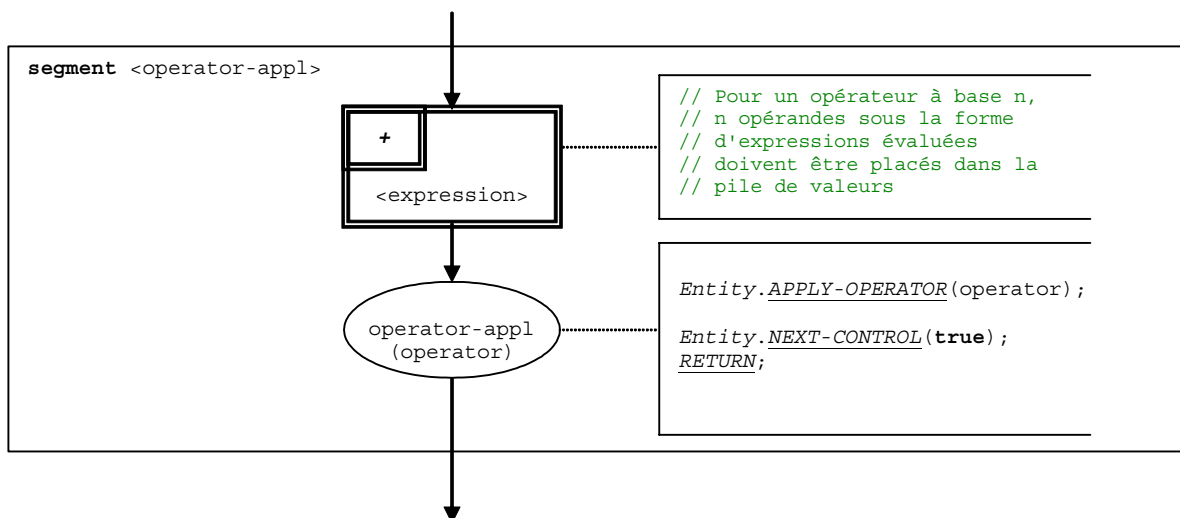 segment <operator-appl>
+
<expression>
// Pour un opérateur à base n,
// n opérandes sous la forme
// d'expressions évaluées
// doivent être placés dans la
// pile de valeurs
operator-appl
(operator)
Entity.APPLY-OPERATOR(operator);
Entity.NEXT-CONTROL(true);
RETURN;